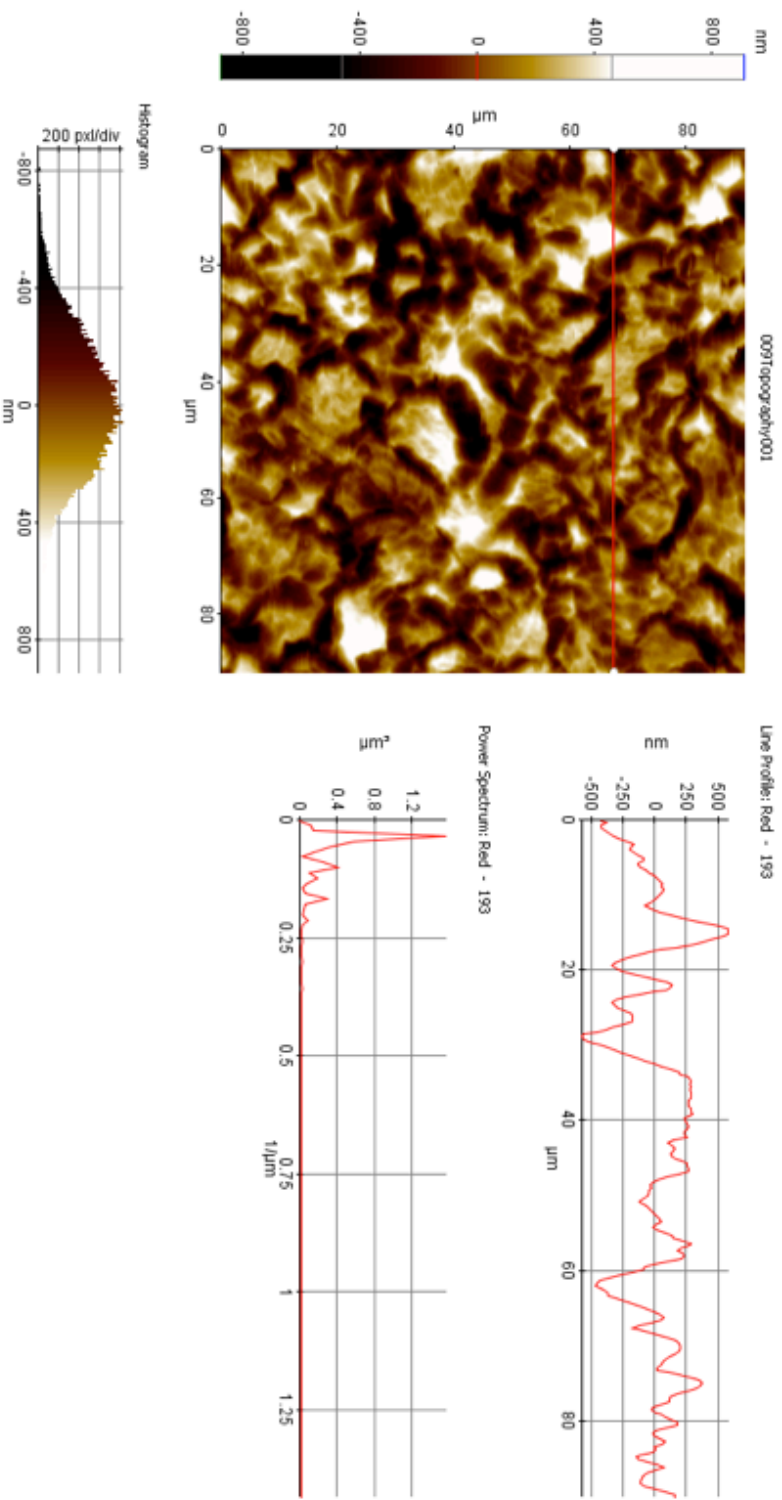 009Topography001
nm
-800 -400 0 400 800
µm
0 20 40 60 80
0 20 40 60 80
µm
Histogram
200 pxl/div
-800 -400 0 400 800
nm
Line Profile: Red - 193
nm
-500 -250 0 250 500
0 20 40 60 80
µm
Power Spectrum: Red - 193
µm²
0 0.4 0.8 1.2
0 0.25 0.5 0.75 1 1.25
1/µm